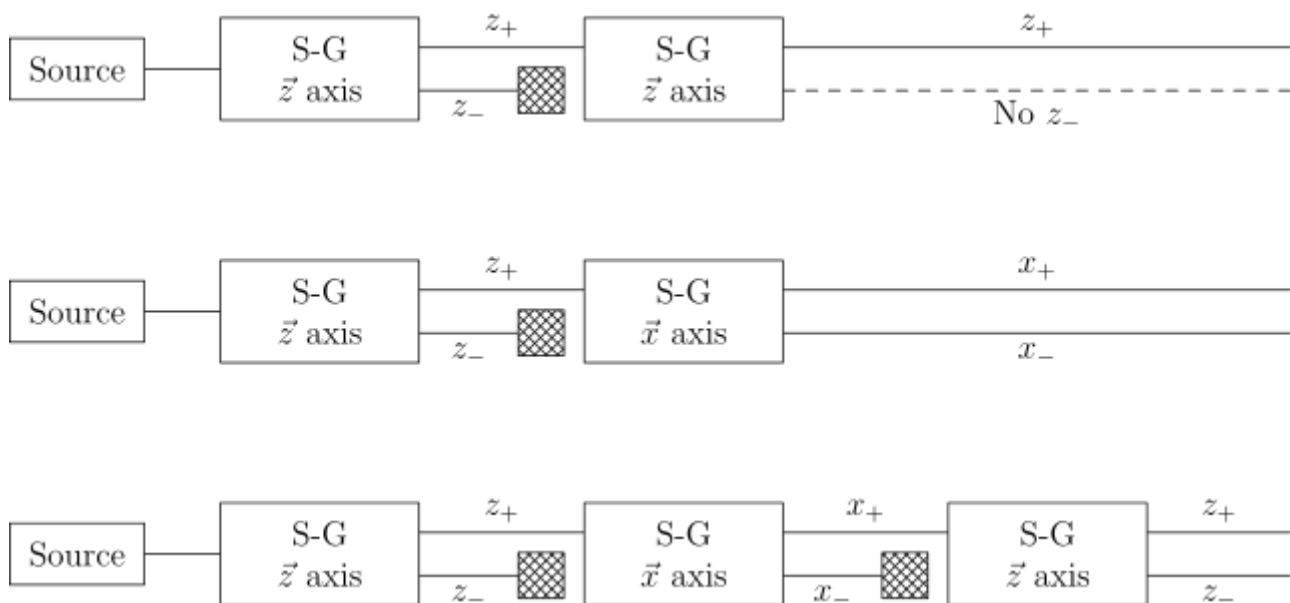 z₊ z₊
Source S-G S-G
z⃗ axis z⃗ axis
z₋ No z₋
z₊ x₊
Source S-G S-G
z⃗ axis x⃗ axis
z₋ x₋
z₊ x₊ z₊
Source S-G S-G S-G
z⃗ axis x⃗ axis z⃗ axis
z₋ x₋ z₋